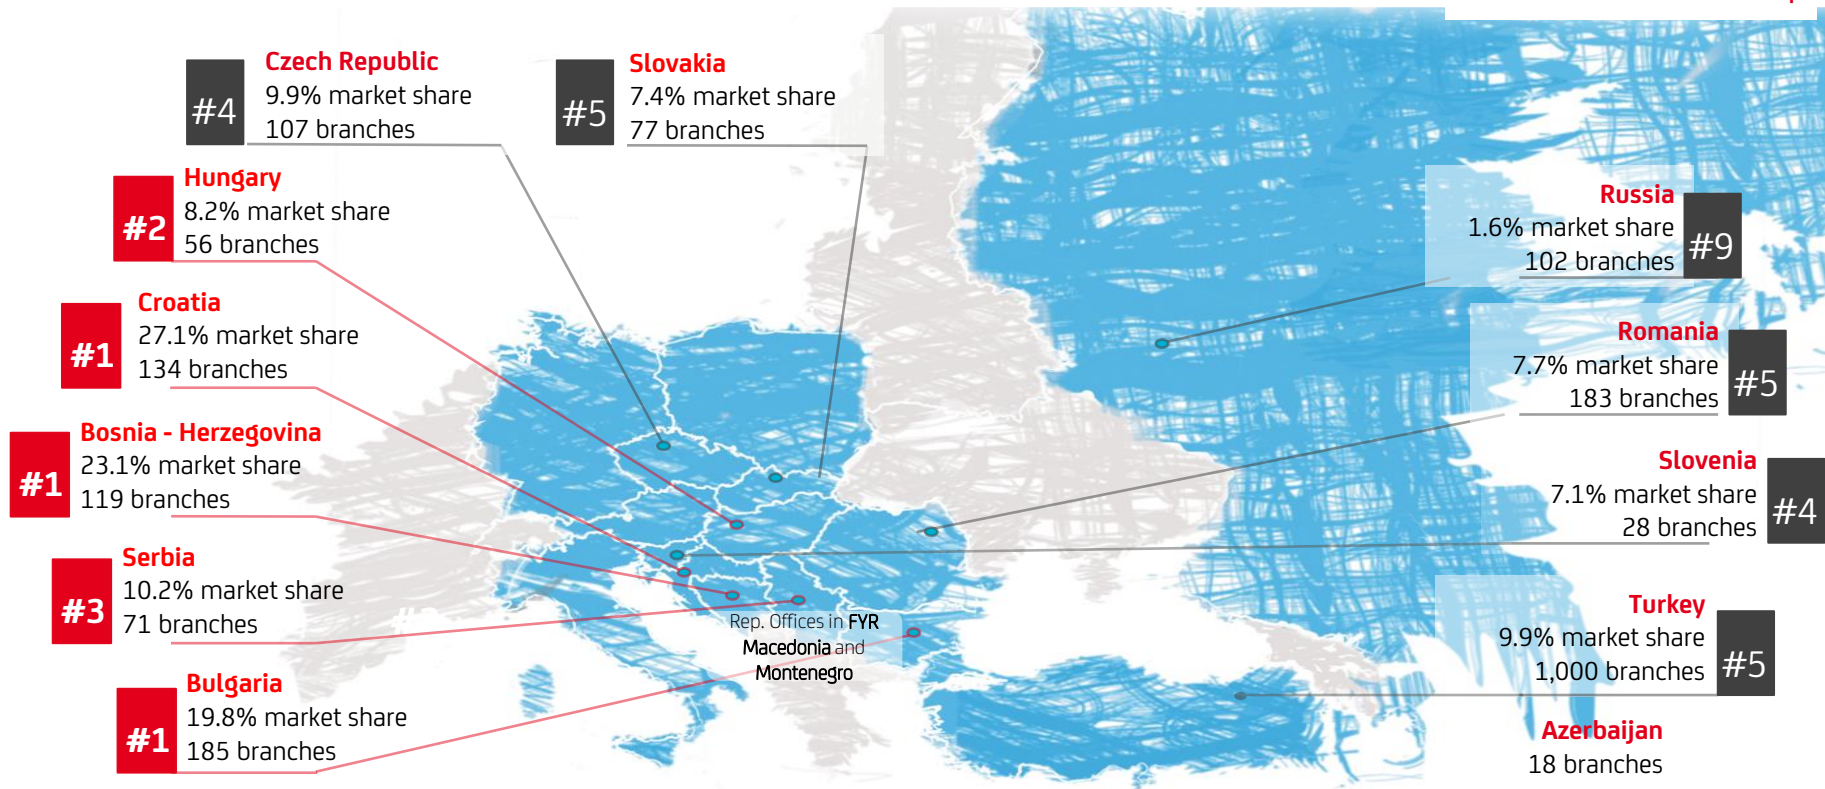 #4
Czech Republic
9.9% market share
107 branches
#5
Slovakia
7.4% market share
77 branches
#2
Hungary
8.2% market share
56 branches
#1
Croatia
27.1% market share
134 branches
#1
Bosnia - Herzegovina
23.1% market share
119 branches
#3
Serbia
10.2% market share
71 branches
#1
Bulgaria
19.8% market share
185 branches
Rep. Offices in FYR
Macedonia and
Montenegro
Russia
1.6% market share
102 branches
#9
Romania
7.7% market share
183 branches
#5
Slovenia
7.1% market share
28 branches
#4
Turkey
9.9% market share
1,000 branches
#5
Azerbaijan
18 branches